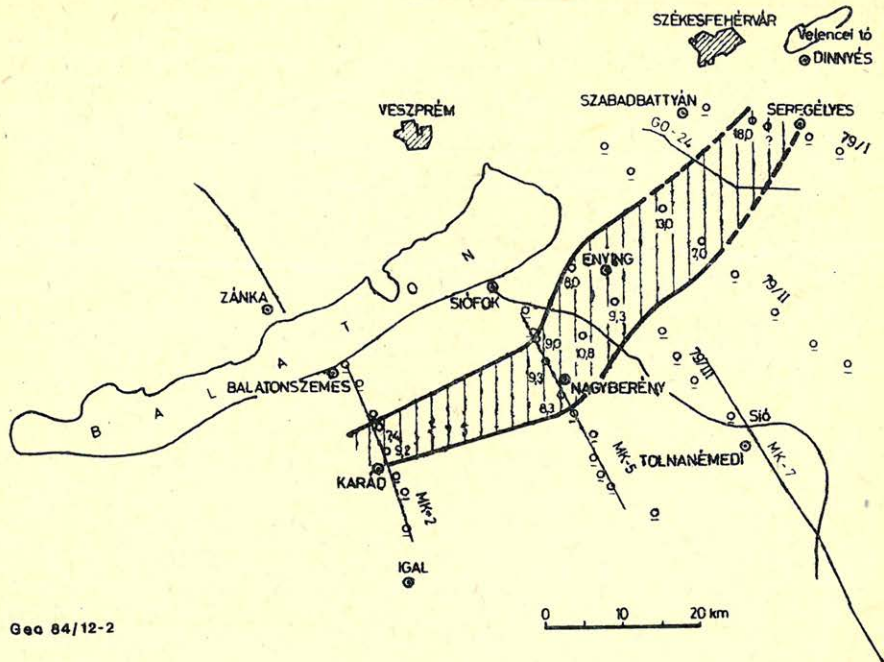 SZÉKESFEHÉRVÁR
Velencei tó
DINNYÉS
VESZPRÉM
SZABADBATTYÁN
SEREGÉLYES
GO-24
18,0
?
79/I
13,0
7,0
ENYING
8,0
ZÁNKA
SIÓFOK
BALATON
79/II
9,3
9,0
10,8
79/III
BALATONSZEMES
9,3
NAGYBERÉNY
8,3
Sió
9,2
TOLNANÉMEDI
KARÁD
MK-5
MK-7
MK-2
IGAL
0 10 20 km
Geo 84/12-2